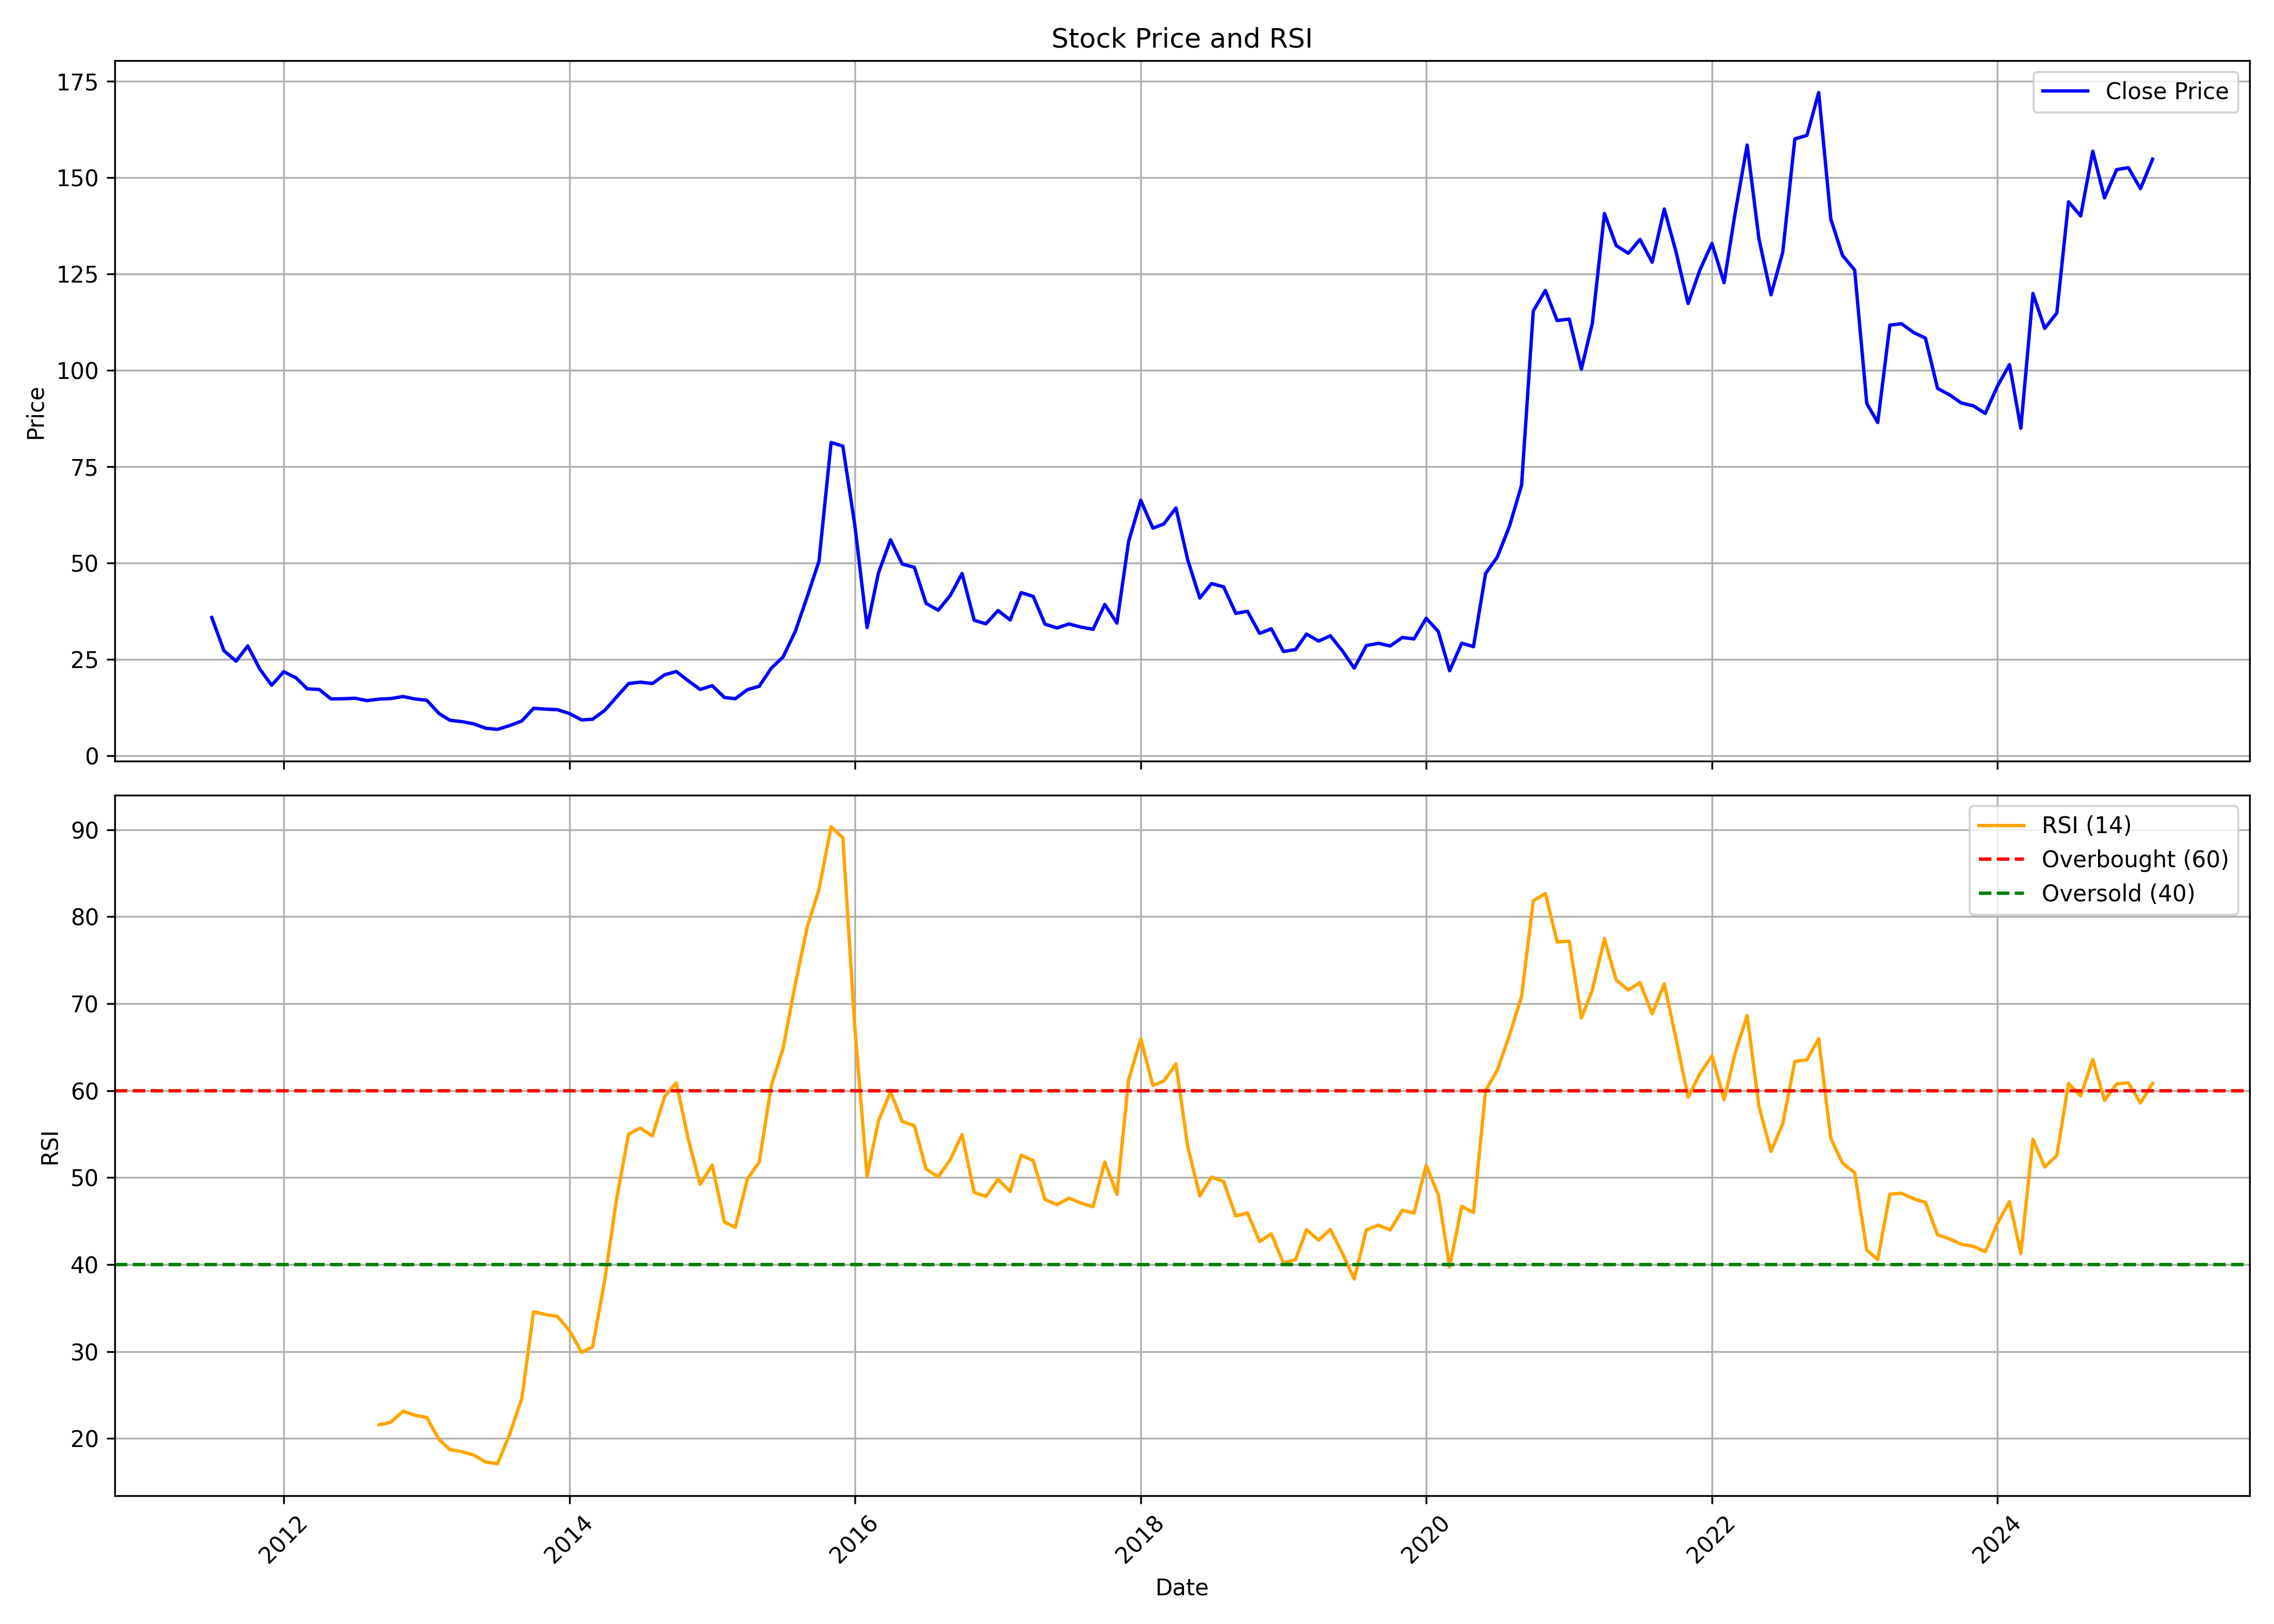 Stock Price and RSI
175
150
125
100
75
50
25
0
Price
Close Price
90
80
70
60
50
40
30
20
RSI
RSI (14)
Overbought (60)
Oversold (40)
2012
2014
2016
2018
2020
2022
2024
Date